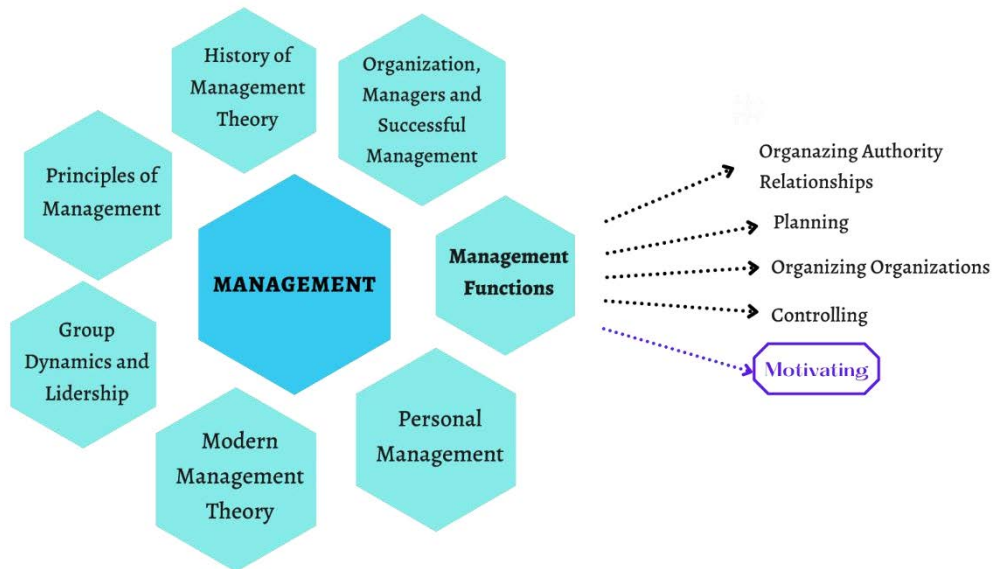 History of
Management
Theory
Organization,
Managers and
Successful
Management
Principles of
Management
MANAGEMENT
Management
Functions
Group
Dynamics and
Lidership
Modern
Management
Theory
Personal
Management
Organazing Authority
Relationships
Planning
Organizing Organizations
Controlling
Motivating